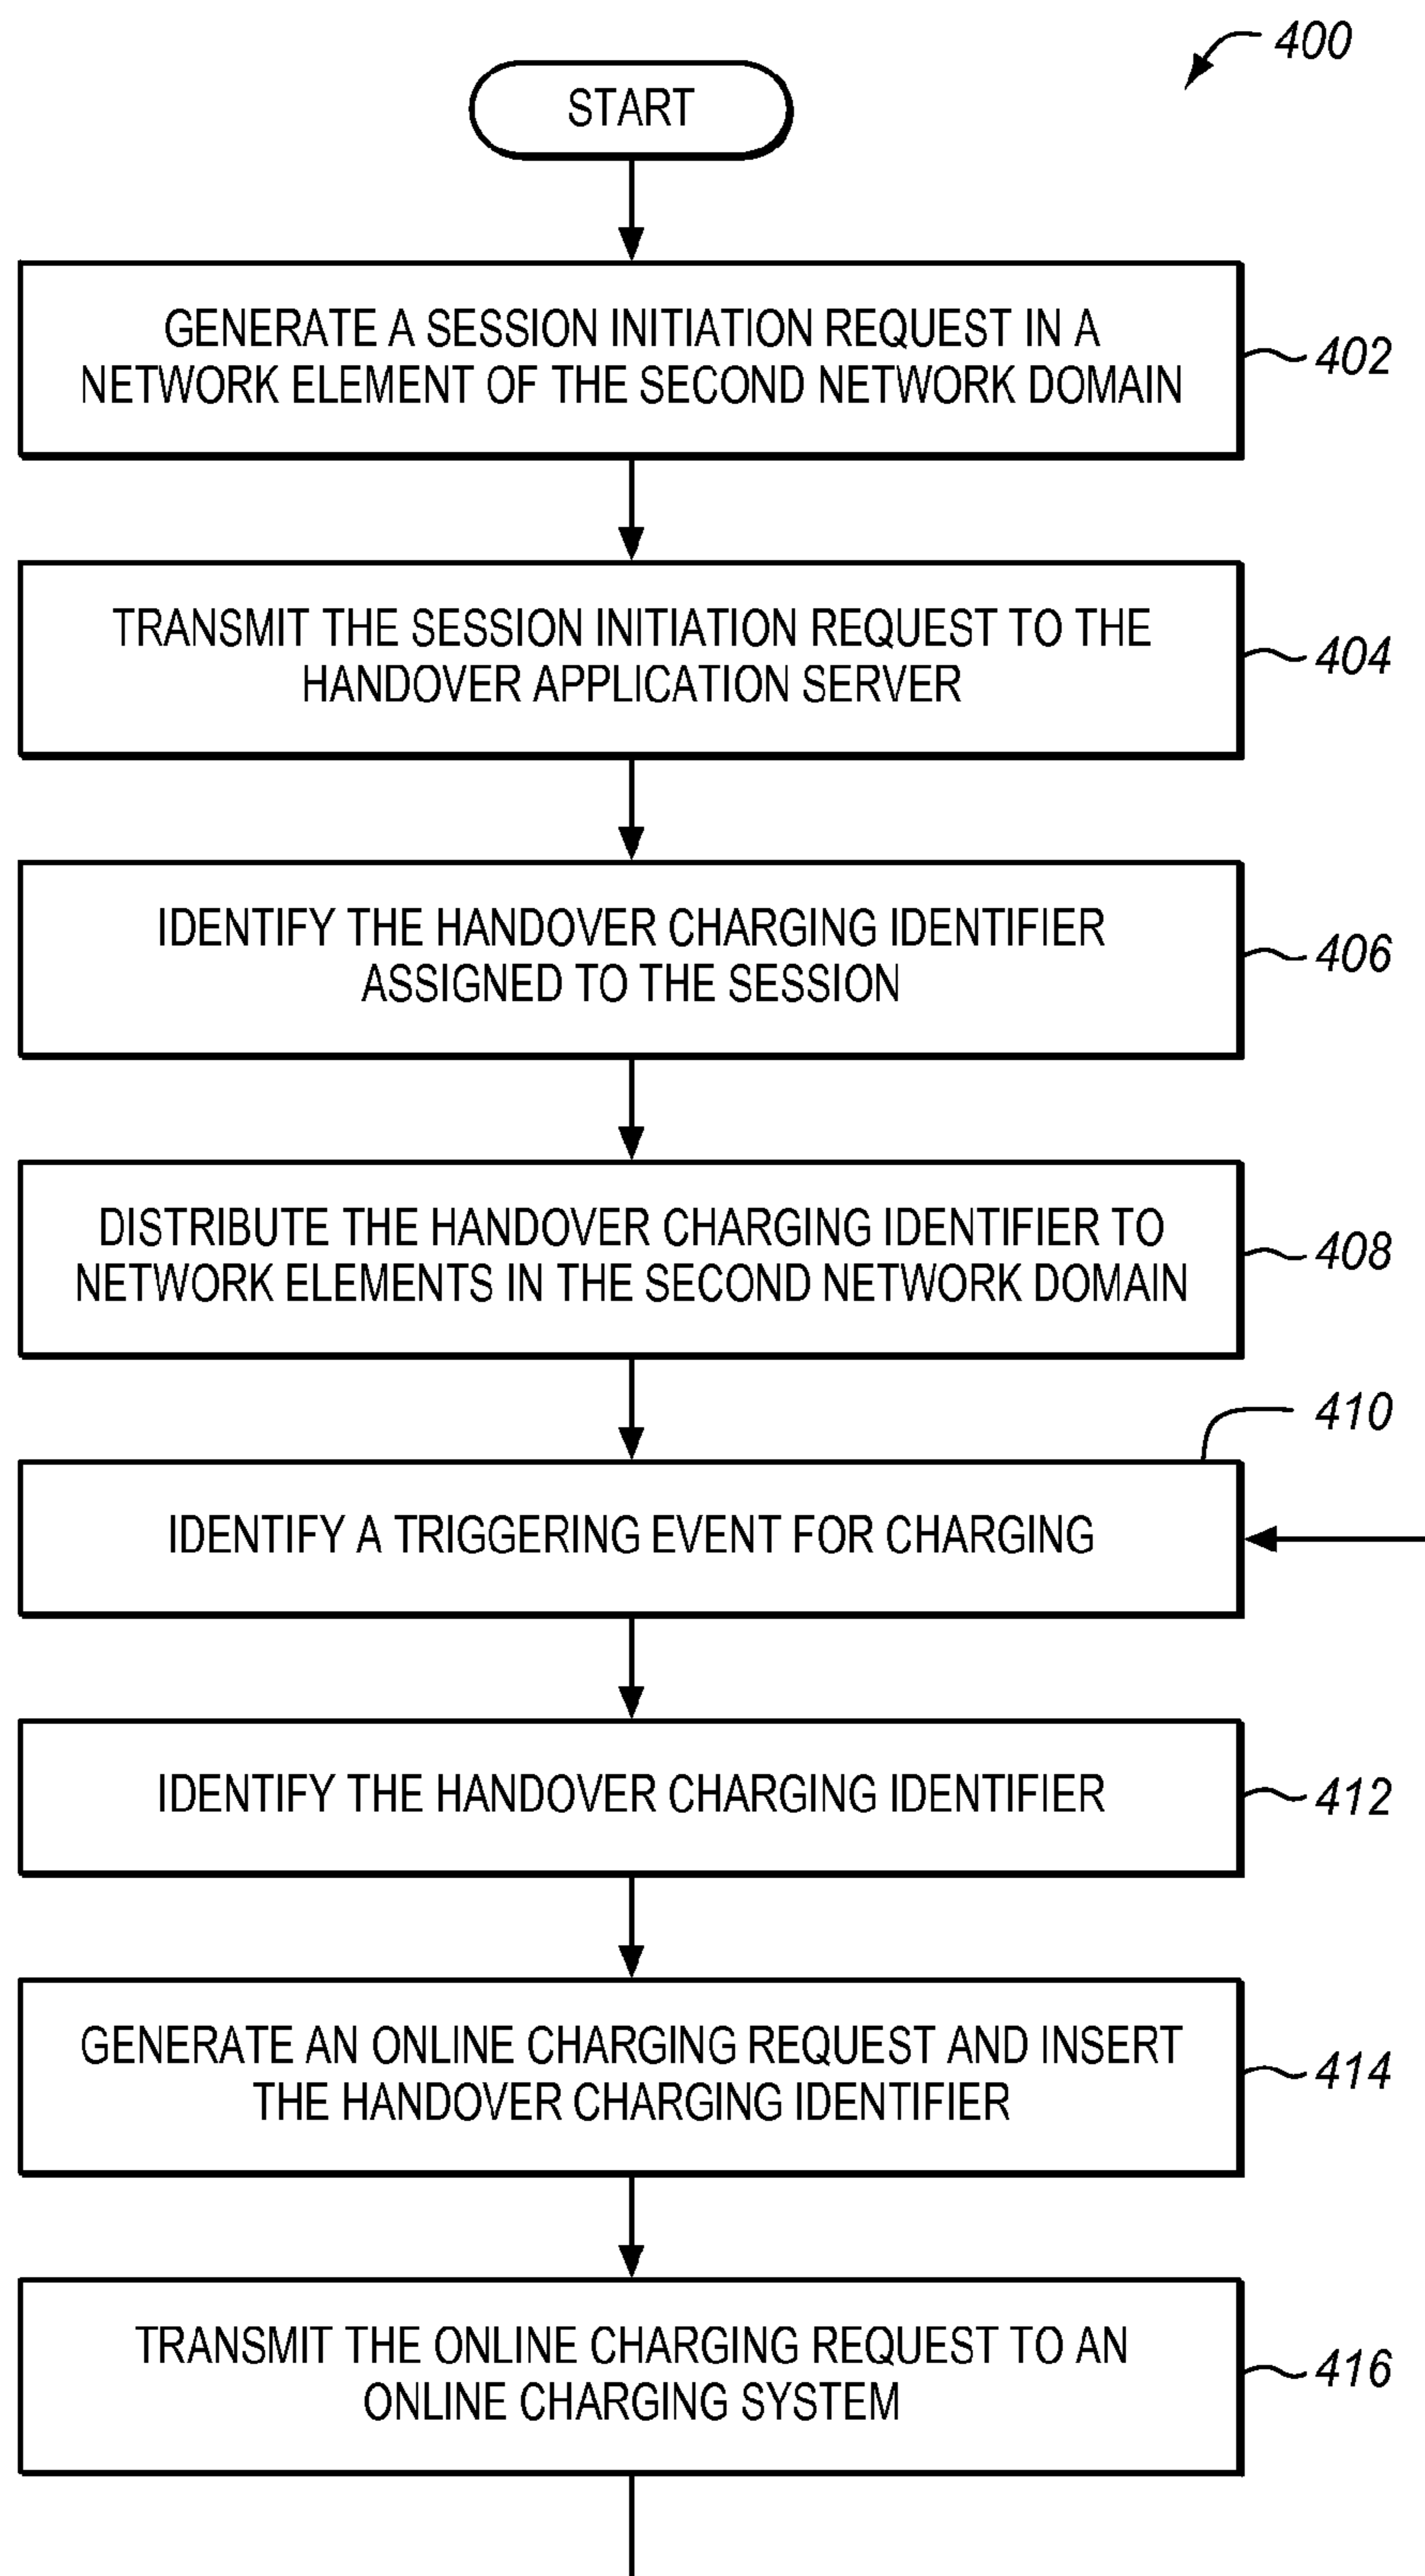 400
START
GENERATE A SESSION INITIATION REQUEST IN A
NETWORK ELEMENT OF THE SECOND NETWORK DOMAIN
402
TRANSMIT THE SESSION INITIATION REQUEST TO THE
HANDOVER APPLICATION SERVER
404
IDENTIFY THE HANDOVER CHARGING IDENTIFIER
ASSIGNED TO THE SESSION
406
DISTRIBUTE THE HANDOVER CHARGING IDENTIFIER TO
NETWORK ELEMENTS IN THE SECOND NETWORK DOMAIN
408
410
IDENTIFY A TRIGGERING EVENT FOR CHARGING
IDENTIFY THE HANDOVER CHARGING IDENTIFIER
412
GENERATE AN ONLINE CHARGING REQUEST AND INSERT
THE HANDOVER CHARGING IDENTIFIER
414
TRANSMIT THE ONLINE CHARGING REQUEST TO AN
ONLINE CHARGING SYSTEM
416